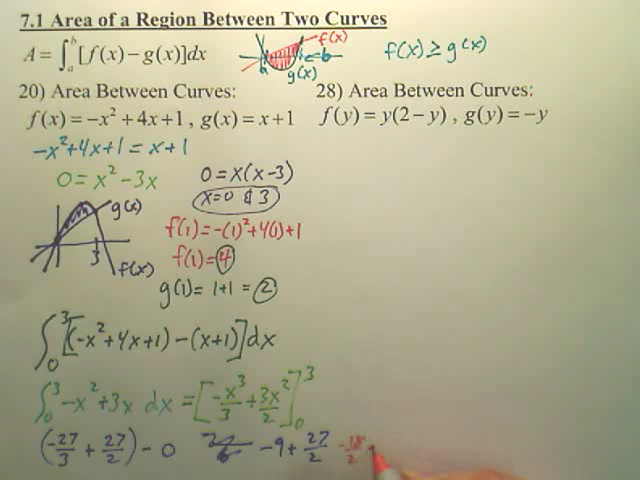 7.1 Area of a Region Between Two Curves
A = ∫_a^b [f(x) − g(x)]dx
f(x)
a b
g(x)
f(x) ≥ g(x)
20) Area Between Curves:
f(x) = −x² + 4x + 1 , g(x) = x + 1
28) Area Between Curves:
f(y) = y(2 − y) , g(y) = −y
−x² + 4x + 1 = x + 1
0 = x² − 3x
0 = x(x − 3)
x = 0 & 3
g(x)
3
f(x)
f(1) = −(1)² + 4(1) + 1
f(1) = 4
g(1) = 1 + 1 = 2
∫_0^3 [(−x² + 4x + 1) − (x + 1)] dx
∫_0^3 −x² + 3x dx = [−x³/3 + 3x²/2]_0^3
(−27/3 + 27/2) − 0 −9 + 27/2 −18/2